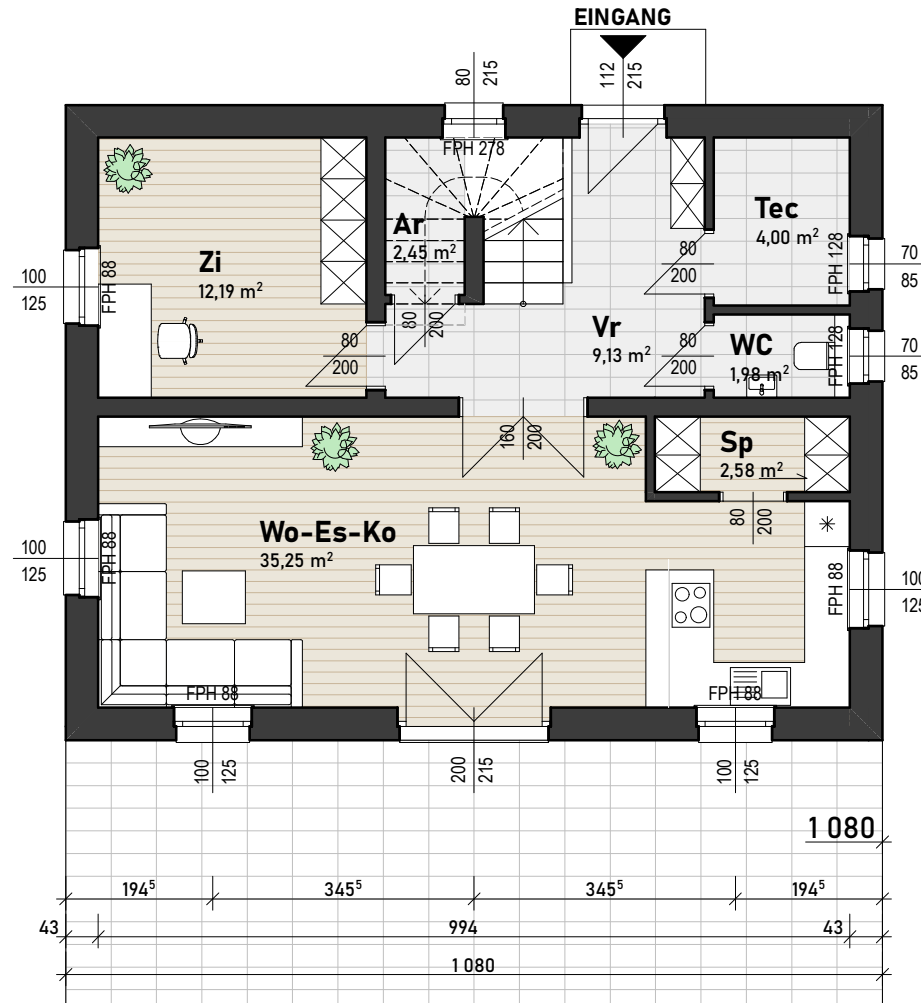 EINGANG
80
215
112
215
FPH 278
Ar
2,45 m²
Tec
4,00 m²
Zi
12,19 m²
100
125
FPH 88
80
200
FPH 128
70
85
80
200
80
200
Vr
9,13 m²
80
200
WC
1,98 m²
FPH 128
70
85
160
200
Sp
2,58 m²
80
200
Wo-Es-Ko
35,25 m²
100
125
FPH 88
FPH 88
100
125
FPH 88
FPH 88
100
125
200
215
100
125
1 080
194⁵
345⁵
345⁵
194⁵
43
994
43
1 080